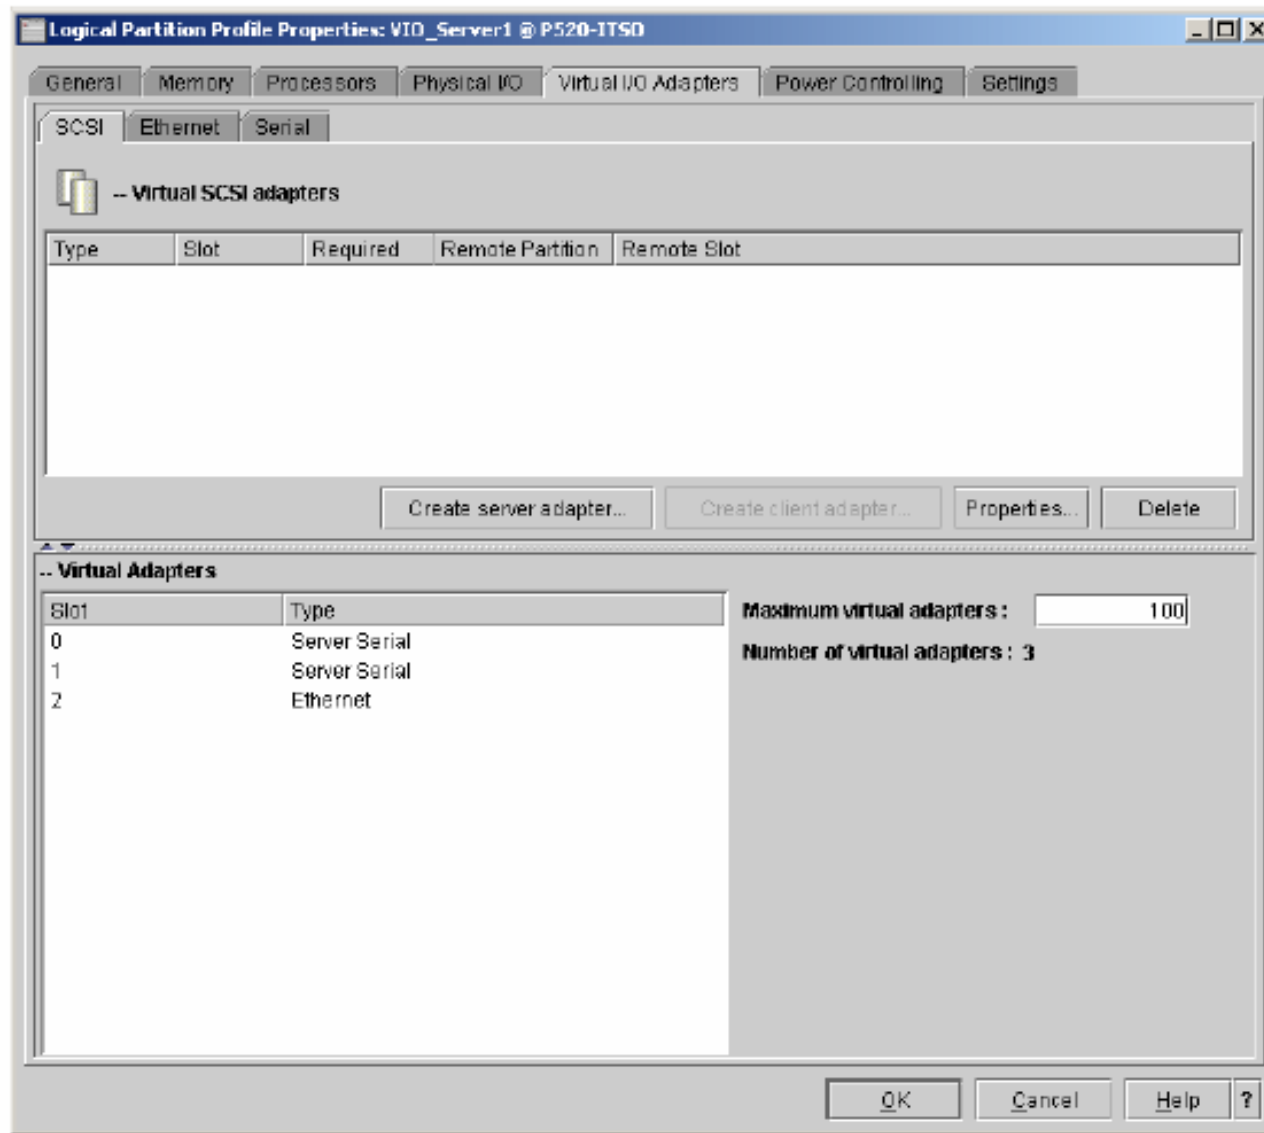 Logical Partition Profile Properties: VIO_Server1 @ P520-ITSO
General Memory Processors Physical I/O Virtual I/O Adapters Power Controlling Settings
SCSI Ethernet Serial
-- Virtual SCSI adapters
Type Slot Required Remote Partition Remote Slot
Create server adapter... Create client adapter... Properties... Delete
-- Virtual Adapters
Slot Type
0 Server Serial
1 Server Serial
2 Ethernet
Maximum virtual adapters : 100
Number of virtual adapters : 3
OK Cancel Help ?